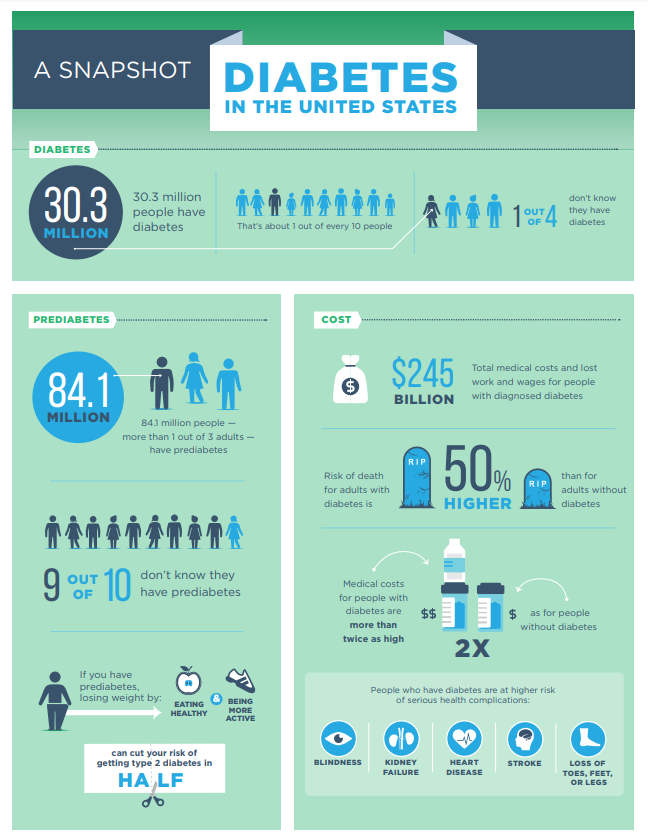 A SNAPSHOT
DIABETES
IN THE UNITED STATES
DIABETES
30.3
MILLION
30.3 million
people have
diabetes
That's about 1 out of every 10 people
1 OUT OF 4
don't know
they have
diabetes
PREDIABETES
84.1
MILLION
84.1 million people —
more than 1 out of 3 adults —
have prediabetes
9 OUT OF 10
don't know they
have prediabetes
If you have
prediabetes,
losing weight by:
EATING
HEALTHY
&
BEING
MORE
ACTIVE
can cut your risk of
getting type 2 diabetes in
HALF
COST
$
$245
BILLION
Total medical costs and lost
work and wages for people
with diagnosed diabetes
Risk of death
for adults with
diabetes is
RIP
50%
HIGHER
RIP
than for
adults without
diabetes
Medical costs
for people with
diabetes are
more than
twice as high
$$
$
2X
as for people
without diabetes
People who have diabetes are at higher risk
of serious health complications:
BLINDNESS
KIDNEY
FAILURE
HEART
DISEASE
STROKE
LOSS OF
TOES, FEET,
OR LEGS